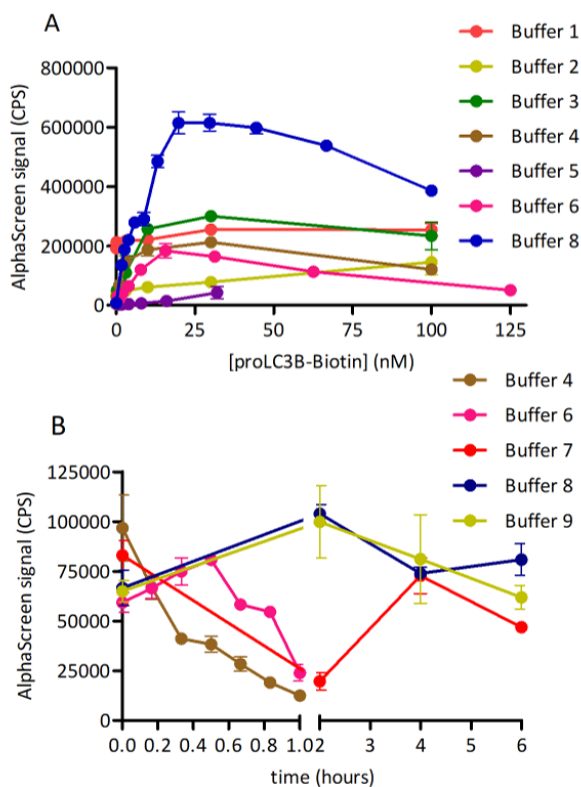 A
Buffer 1
Buffer 2
Buffer 3
Buffer 4
Buffer 5
Buffer 6
Buffer 8
AlphaScreen signal (CPS)
800000
600000
400000
200000
0
0 25 50 75 100 125
[proLC3B-Biotin] (nM)
B
Buffer 4
Buffer 6
Buffer 7
Buffer 8
Buffer 9
AlphaScreen signal (CPS)
125000
100000
75000
50000
25000
0
0.0 0.2 0.4 0.6 0.8 1.0 2 3 4 5 6
time (hours)